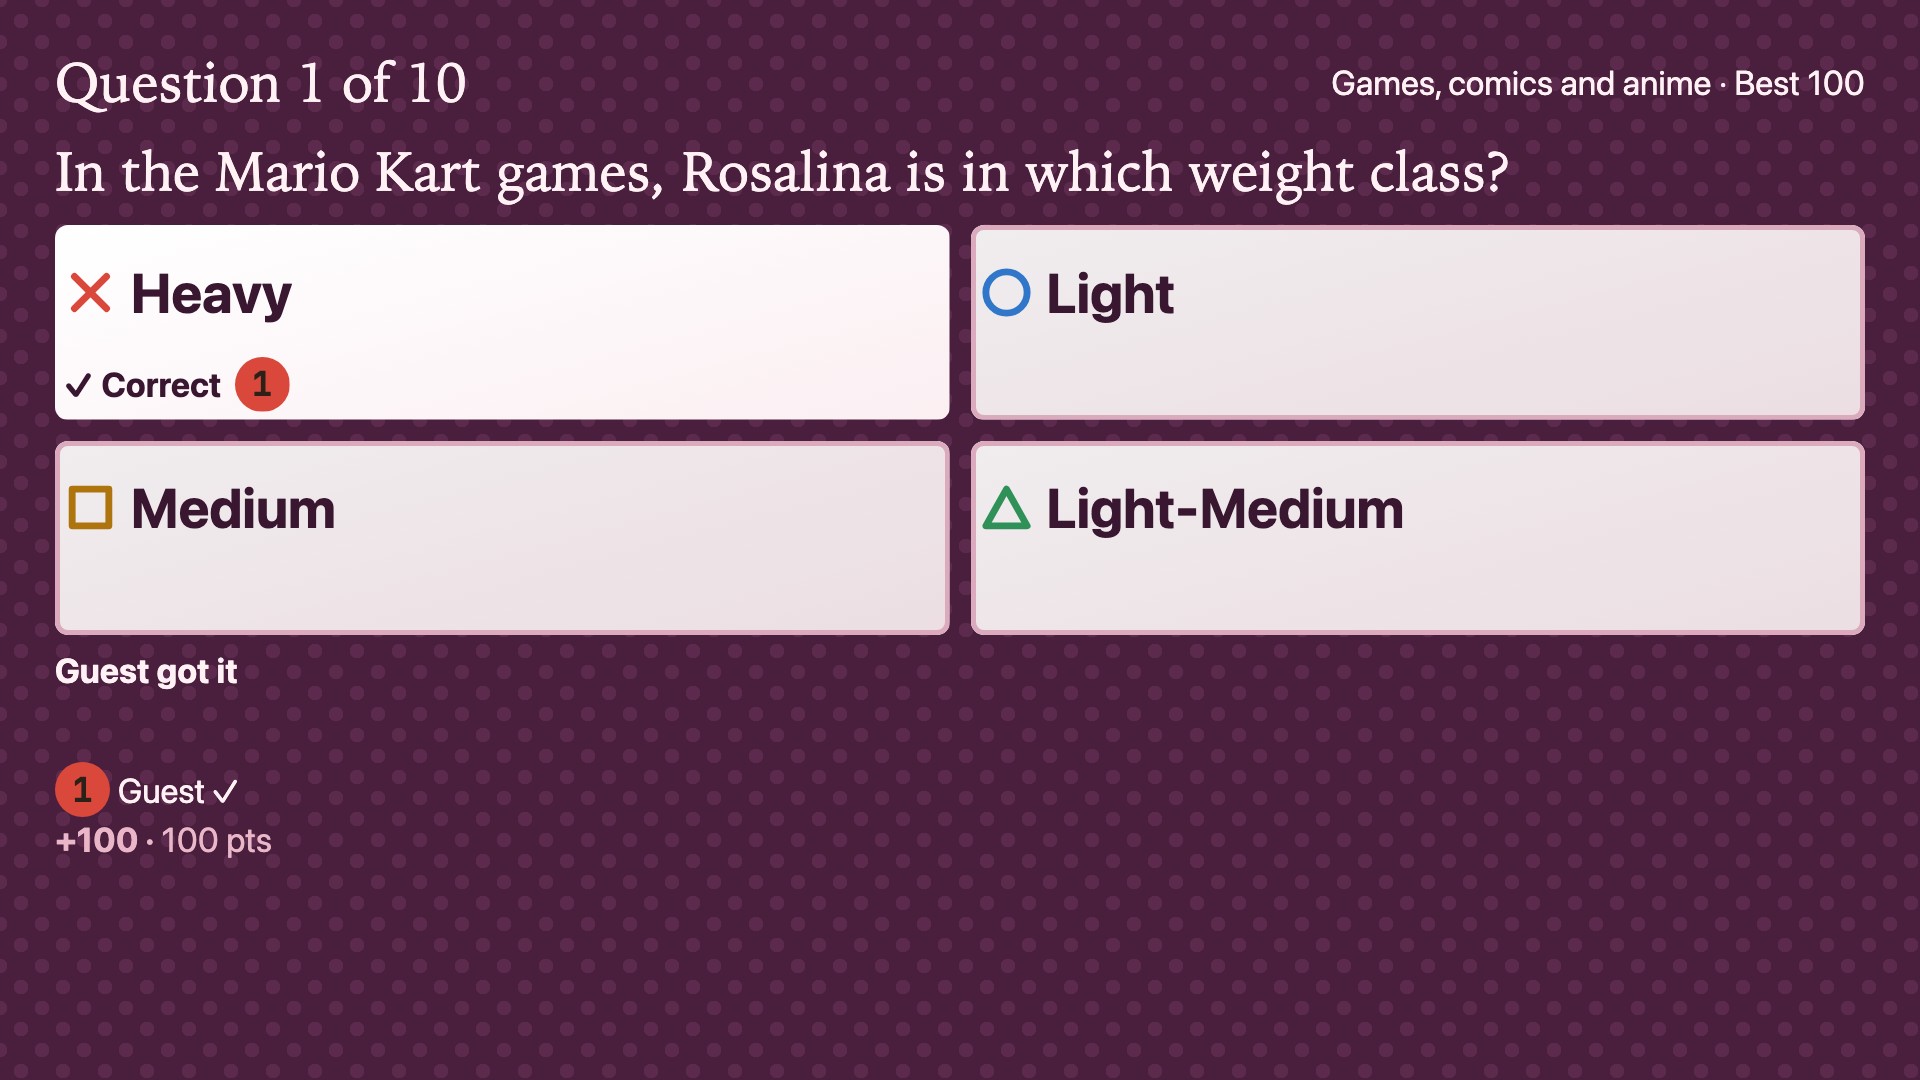 Question 1 of 10
Games, comics and anime · Best 100
In the Mario Kart games, Rosalina is in which weight class?
Heavy
✓ Correct 1
Light
Medium
Light-Medium
Guest got it
1 Guest ✓
+100 · 100 pts